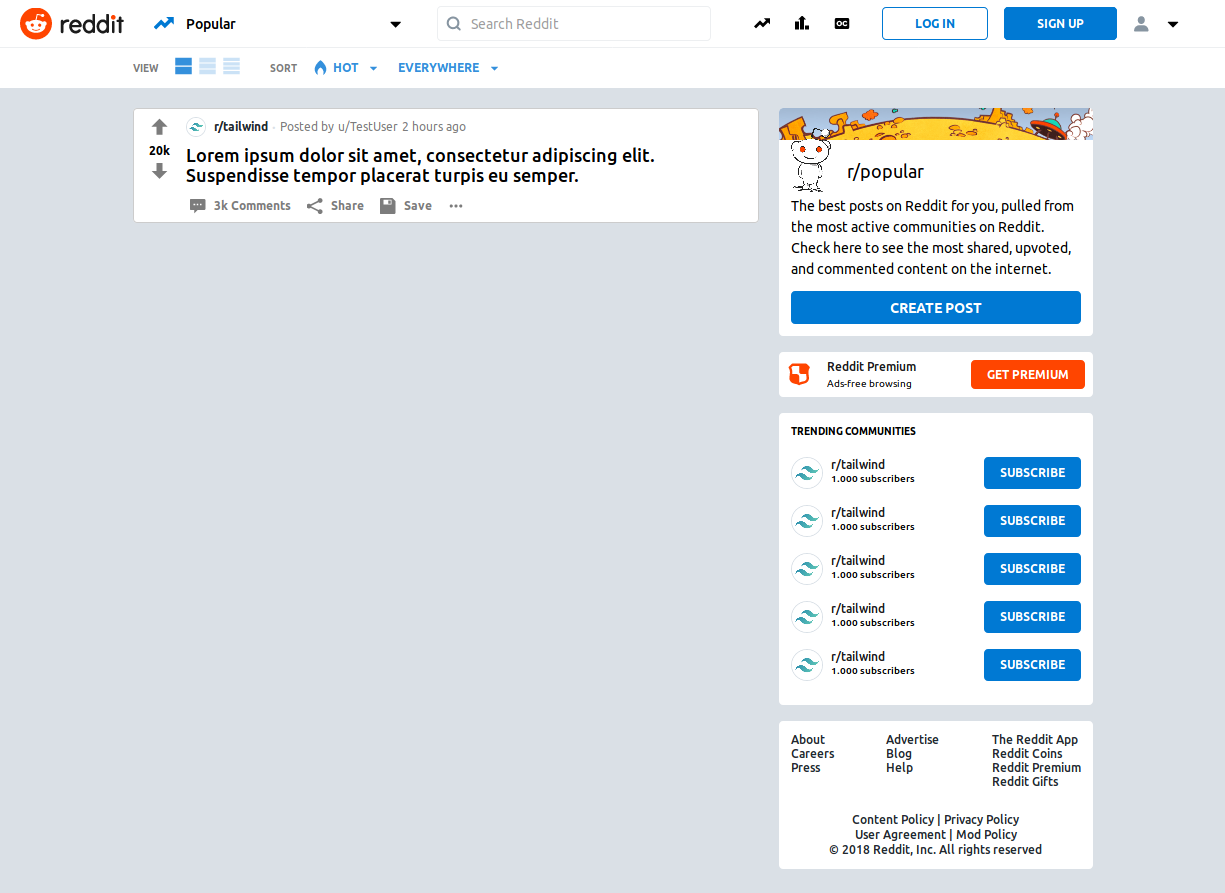 reddit Popular Search Reddit CC LOG IN SIGN UP
VIEW SORT HOT EVERYWHERE
r/tailwind · Posted by u/TestUser 2 hours ago
20k
Lorem ipsum dolor sit amet, consectetur adipiscing elit.
Suspendisse tempor placerat turpis eu semper.
3k Comments Share Save
r/popular
The best posts on Reddit for you, pulled from
the most active communities on Reddit.
Check here to see the most shared, upvoted,
and commented content on the internet.
CREATE POST
Reddit Premium
Ads-free browsing
GET PREMIUM
TRENDING COMMUNITIES
r/tailwind
1.000 subscribers
SUBSCRIBE
r/tailwind
1.000 subscribers
SUBSCRIBE
r/tailwind
1.000 subscribers
SUBSCRIBE
r/tailwind
1.000 subscribers
SUBSCRIBE
r/tailwind
1.000 subscribers
SUBSCRIBE
About Advertise The Reddit App
Careers Blog Reddit Coins
Press Help Reddit Premium
Reddit Gifts
Content Policy | Privacy Policy
User Agreement | Mod Policy
© 2018 Reddit, Inc. All rights reserved